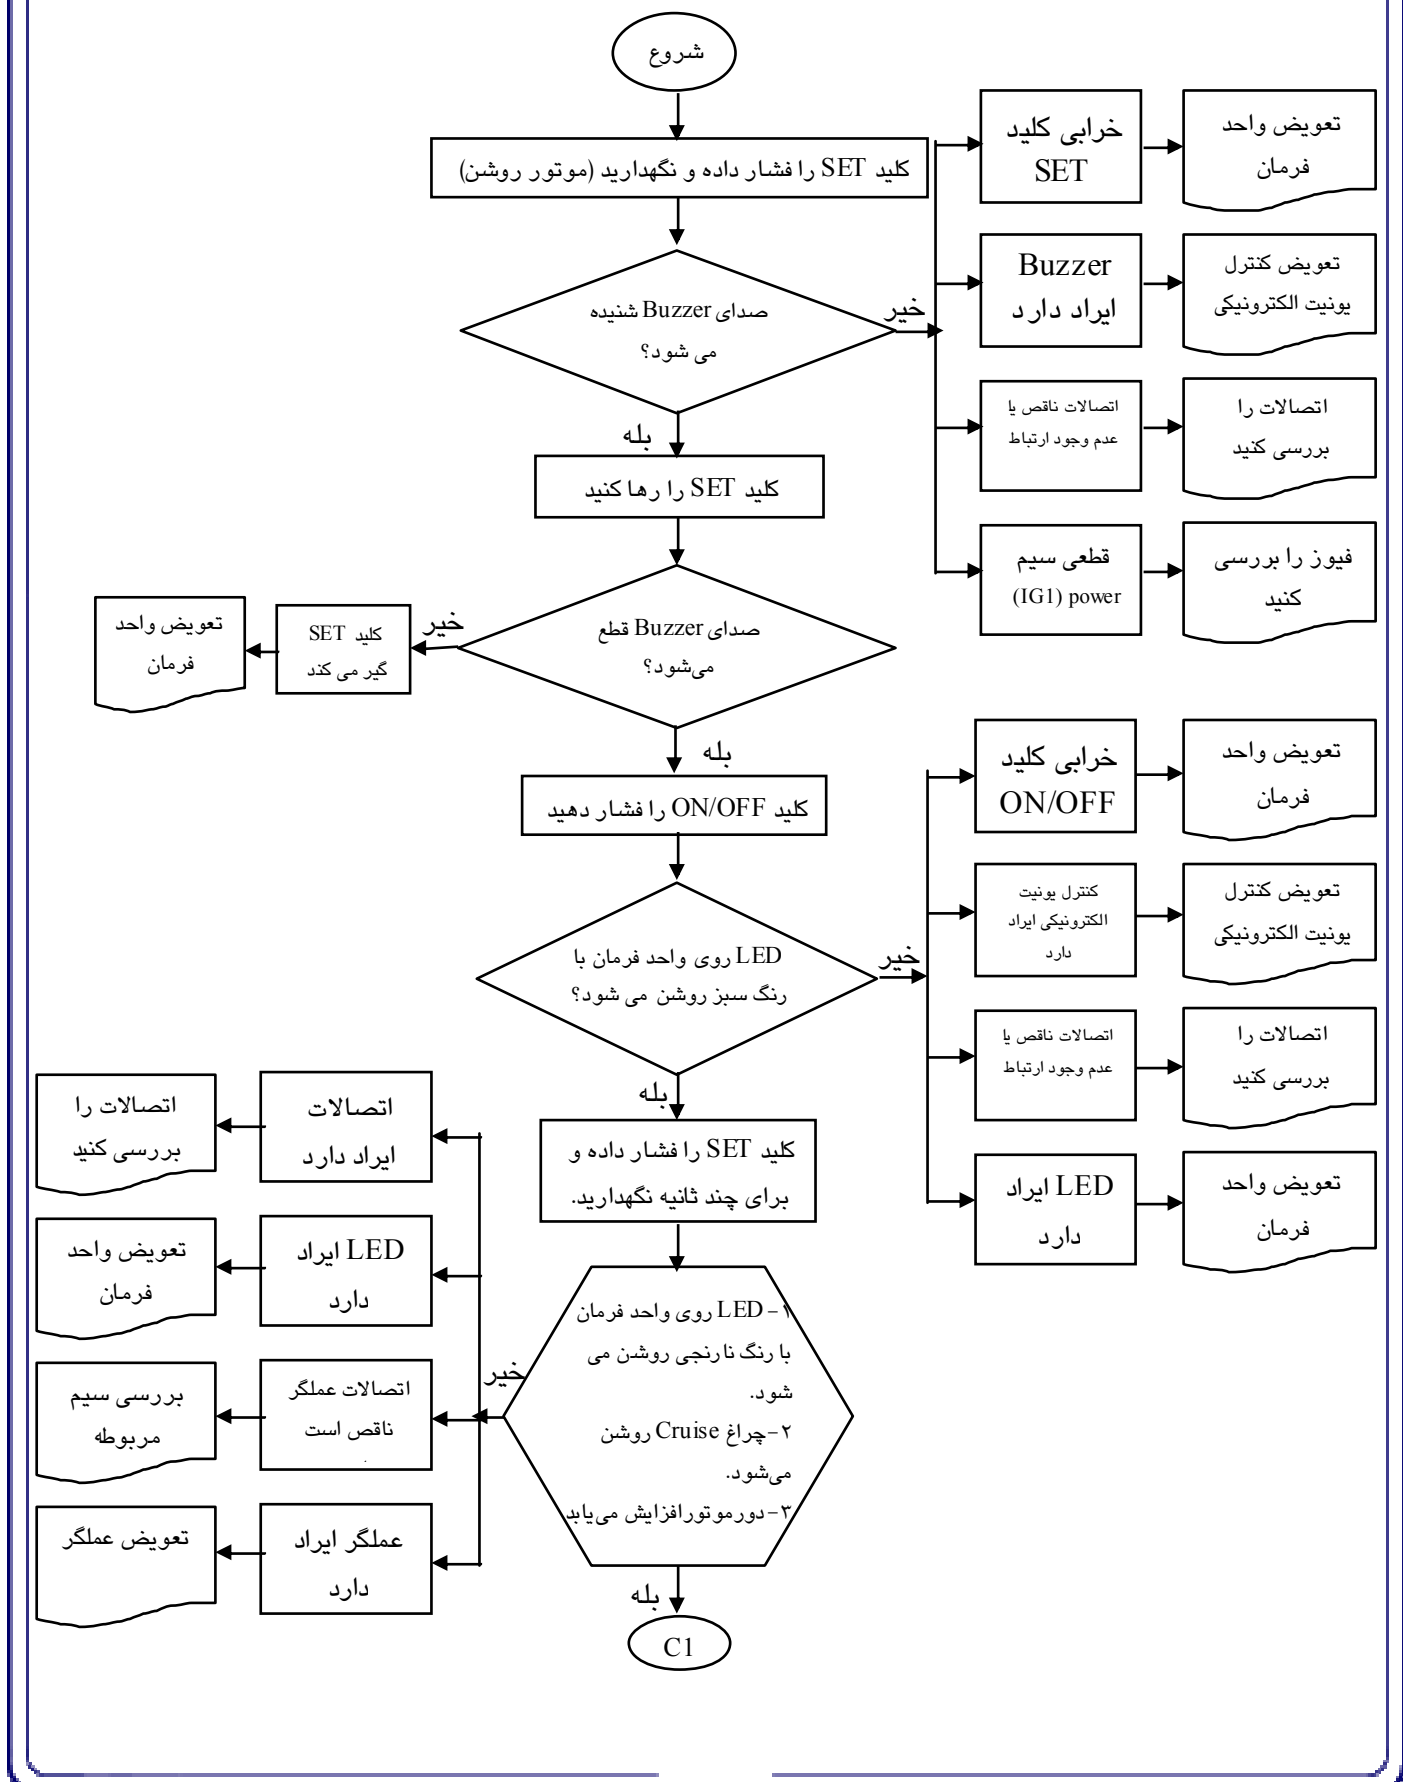 شروع
کلید SET را فشار داده و نگهدارید (موتور روشن)
صدای Buzzer شنیده
می شود؟
خیر
خرابی کلید
SET
تعویض واحد
فرمان
Buzzer
ایراد دارد
تعویض کنترل
یونیت الکترونیکی
اتصالات ناقص یا
عدم وجود ارتباط
اتصالات را
بررسی کنید
قطعی سیم
(IG1) power
فیوز را بررسی
کنید
بله
کلید SET را رها کنید
صدای Buzzer قطع
می‌شود؟
خیر
کلید SET
گیر می کند
تعویض واحد
فرمان
بله
کلید ON/OFF را فشار دهید
LED روی واحد فرمان با
رنگ سبز روشن می شود؟
خیر
خرابی کلید
ON/OFF
تعویض واحد
فرمان
کنترل یونیت
الکترونیکی ایراد
دارد
تعویض کنترل
یونیت الکترونیکی
اتصالات ناقص یا
عدم وجود ارتباط
اتصالات را
بررسی کنید
LED ایراد
دارد
تعویض واحد
فرمان
بله
کلید SET را فشار داده و
برای چند ثانیه نگهدارید.
۱- LED روی واحد فرمان
با رنگ نارنجی روشن می
شود.
۲-چراغ Cruise روشن
می‌شود.
۳-دورموتورافزایش می‌یابد
خیر
اتصالات
ایراد دارد
اتصالات را
بررسی کنید
LED ایراد
دارد
تعویض واحد
فرمان
اتصالات عملگر
ناقص است
.
بررسی سیم
مربوطه
عملگر ایراد
دارد
تعویض عملگر
بله
C1